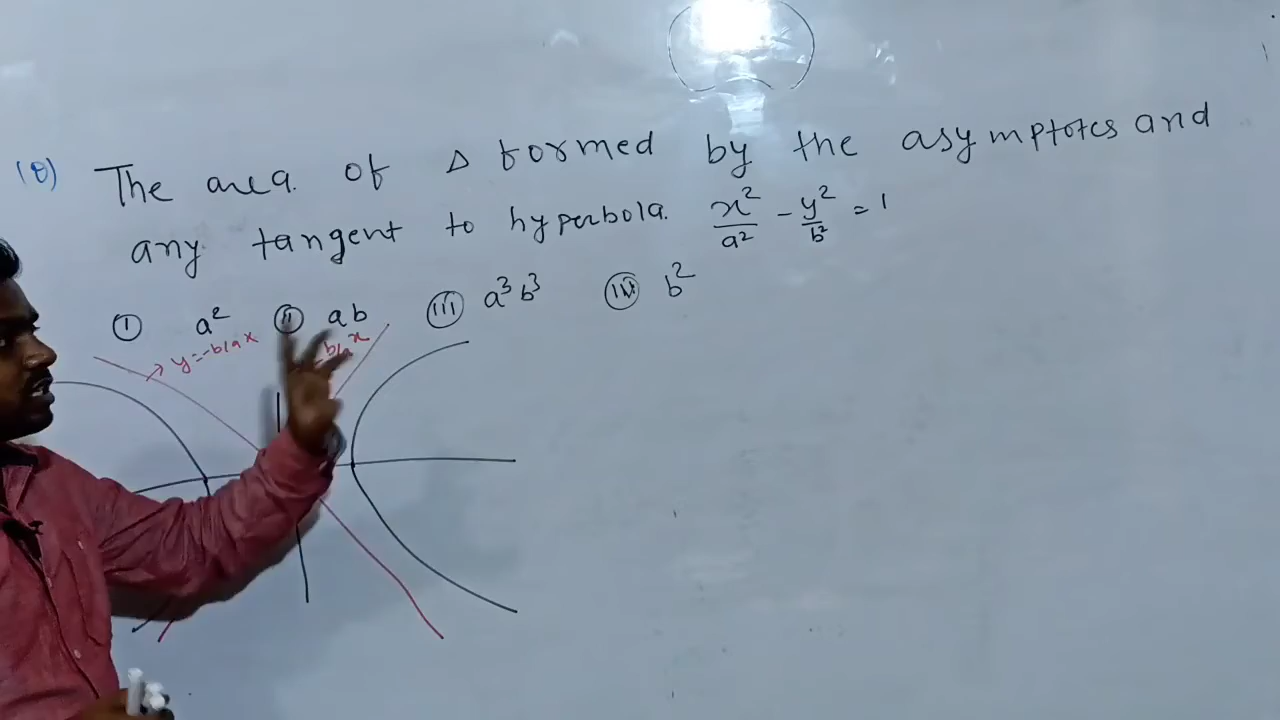 (8) The area of Δ formed by the asymptotes and
any tangent to hyperbola. x²/a² - y²/b² = 1
(i) a² (ii) ab (iii) a³b³ (iv) b²
→ y=-b/a x b/a x